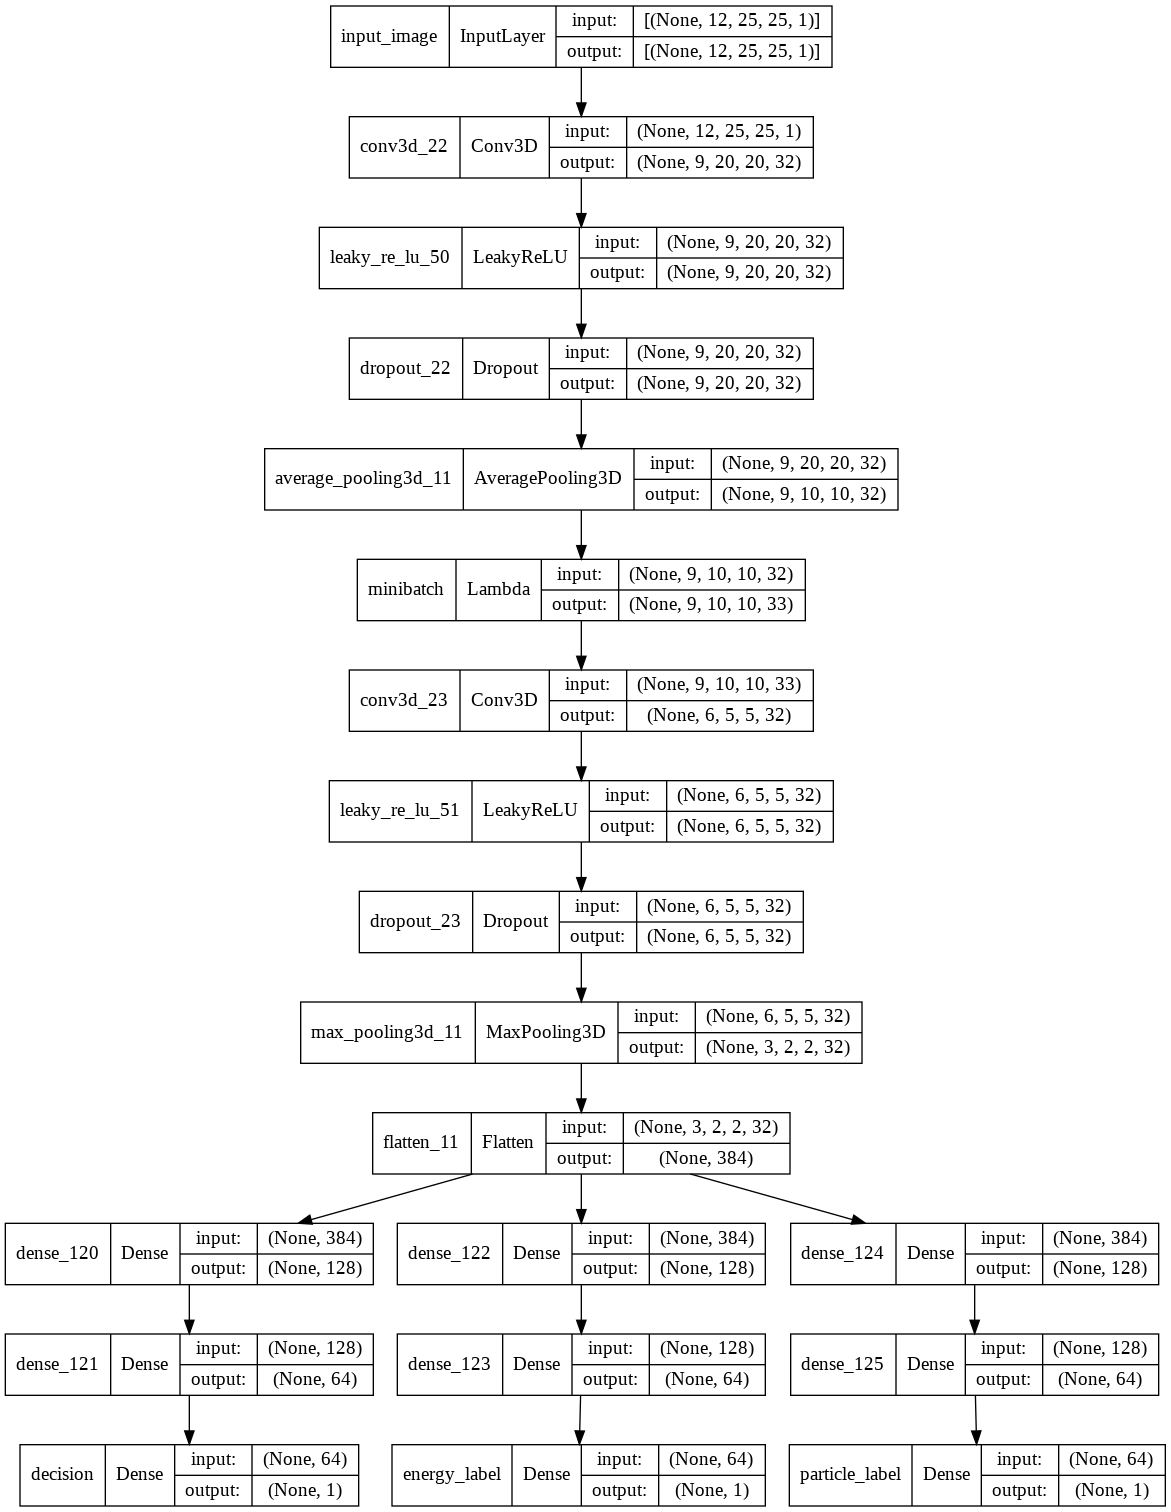 input_image InputLayer input: [(None, 12, 25, 25, 1)]
output: [(None, 12, 25, 25, 1)]
conv3d_22 Conv3D input: (None, 12, 25, 25, 1)
output: (None, 9, 20, 20, 32)
leaky_re_lu_50 LeakyReLU input: (None, 9, 20, 20, 32)
output: (None, 9, 20, 20, 32)
dropout_22 Dropout input: (None, 9, 20, 20, 32)
output: (None, 9, 20, 20, 32)
average_pooling3d_11 AveragePooling3D input: (None, 9, 20, 20, 32)
output: (None, 9, 10, 10, 32)
minibatch Lambda input: (None, 9, 10, 10, 32)
output: (None, 9, 10, 10, 33)
conv3d_23 Conv3D input: (None, 9, 10, 10, 33)
output: (None, 6, 5, 5, 32)
leaky_re_lu_51 LeakyReLU input: (None, 6, 5, 5, 32)
output: (None, 6, 5, 5, 32)
dropout_23 Dropout input: (None, 6, 5, 5, 32)
output: (None, 6, 5, 5, 32)
max_pooling3d_11 MaxPooling3D input: (None, 6, 5, 5, 32)
output: (None, 3, 2, 2, 32)
flatten_11 Flatten input: (None, 3, 2, 2, 32)
output: (None, 384)
dense_120 Dense input: (None, 384)
output: (None, 128)
dense_122 Dense input: (None, 384)
output: (None, 128)
dense_124 Dense input: (None, 384)
output: (None, 128)
dense_121 Dense input: (None, 128)
output: (None, 64)
dense_123 Dense input: (None, 128)
output: (None, 64)
dense_125 Dense input: (None, 128)
output: (None, 64)
decision Dense input: (None, 64)
output: (None, 1)
energy_label Dense input: (None, 64)
output: (None, 1)
particle_label Dense input: (None, 64)
output: (None, 1)